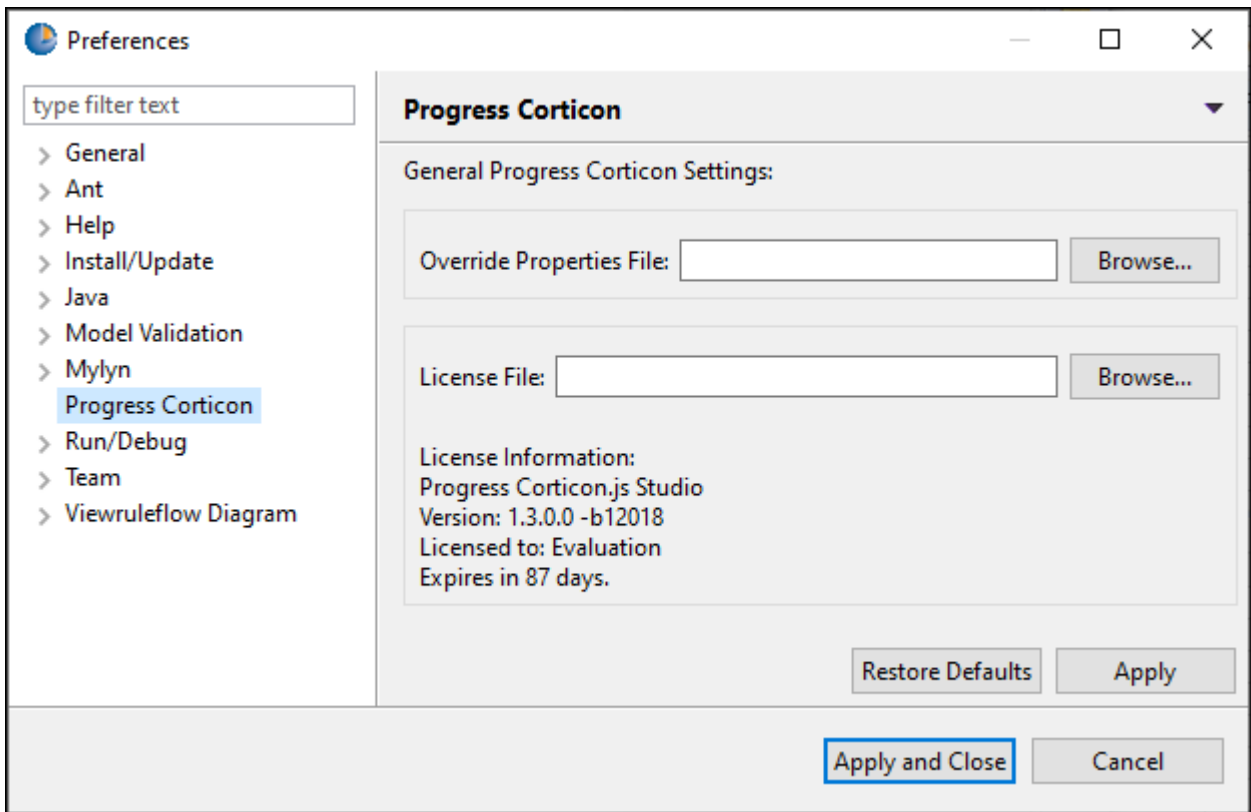 Preferences
type filter text
General
Ant
Help
Install/Update
Java
Model Validation
Mylyn
Progress Corticon
Run/Debug
Team
Viewruleflow Diagram
Progress Corticon
General Progress Corticon Settings:
Override Properties File:
Browse...
License File:
Browse...
License Information:
Progress Corticon.js Studio
Version: 1.3.0.0 -b12018
Licensed to: Evaluation
Expires in 87 days.
Restore Defaults
Apply
Apply and Close
Cancel